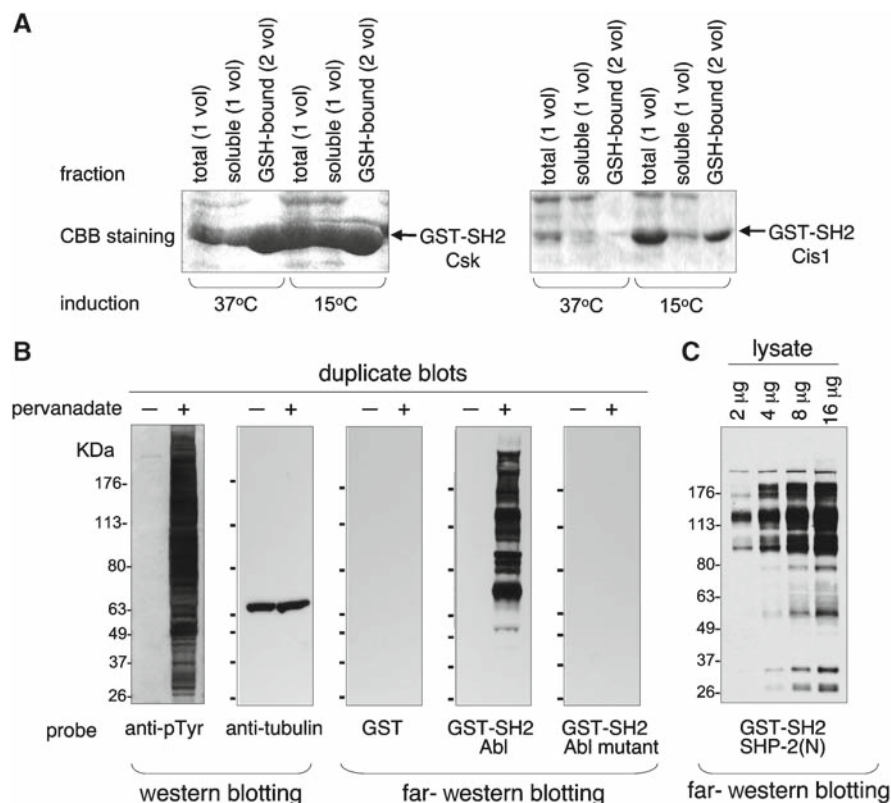 A
total (1 vol)
soluble (1 vol)
GSH-bound (2 vol)
total (1 vol)
soluble (1 vol)
GSH-bound (2 vol)
total (1 vol)
soluble (1 vol)
GSH-bound (2 vol)
total (1 vol)
soluble (1 vol)
GSH-bound (2 vol)
fraction
CBB staining
GST-SH2
Csk
GST-SH2
Cis1
induction
37°C
15°C
37°C
15°C
B
duplicate blots
pervanadate
– +
– +
– +
– +
– +
KDa
176-
113-
80-
63-
49-
37-
26-
probe
anti-pTyr
anti-tubulin
GST
GST-SH2
Abl
GST-SH2
Abl mutant
western blotting
far- western blotting
C
lysate
2 µg
4 µg
8 µg
16 µg
176-
113-
80-
63-
49-
37-
26-
GST-SH2
SHP-2(N)
far- western blotting